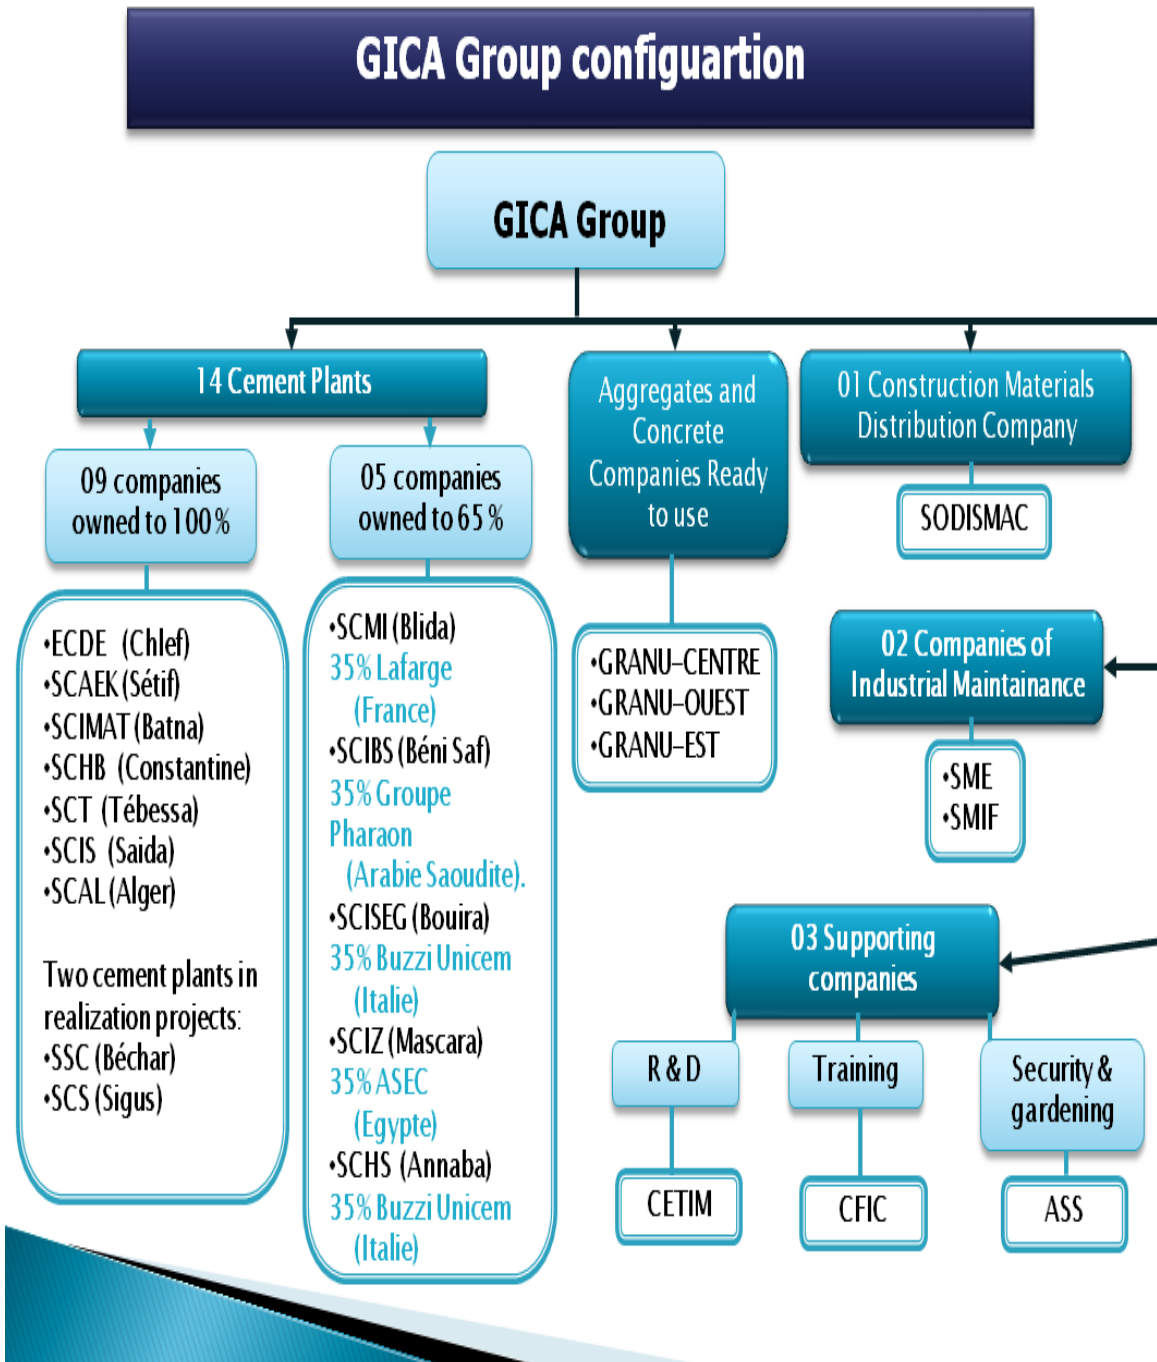 GICA Group configuartion
GICA Group
14 Cement Plants
09 companies
owned to 100%
•ECDE (Chlef)
•SCAEK (Sétif)
•SCIMAT (Batna)
•SCHB (Constantine)
•SCT (Tébessa)
•SCIS (Saida)
•SCAL (Alger)
Two cement plants in
realization projects:
•SSC (Béchar)
•SCS (Sigus)
05 companies
owned to 65%
•SCMI (Blida)
35% Lafarge
(France)
•SCIBS (Béni Saf)
35% Groupe
Pharaon
(Arabie Saoudite).
•SCISEG (Bouira)
35% Buzzi Unicem
(Italie)
•SCIZ (Mascara)
35% ASEC
(Egypte)
•SCHS (Annaba)
35% Buzzi Unicem
(Italie)
Aggregates and
Concrete
Companies Ready
to use
•GRANU-CENTRE
•GRANU-OUEST
•GRANU-EST
01 Construction Materials
Distribution Company
SODISMAC
02 Companies of
Industrial Maintainance
•SME
•SMIF
03 Supporting
companies
R & D
CETIM
Training
CFIC
Security &
gardening
ASS